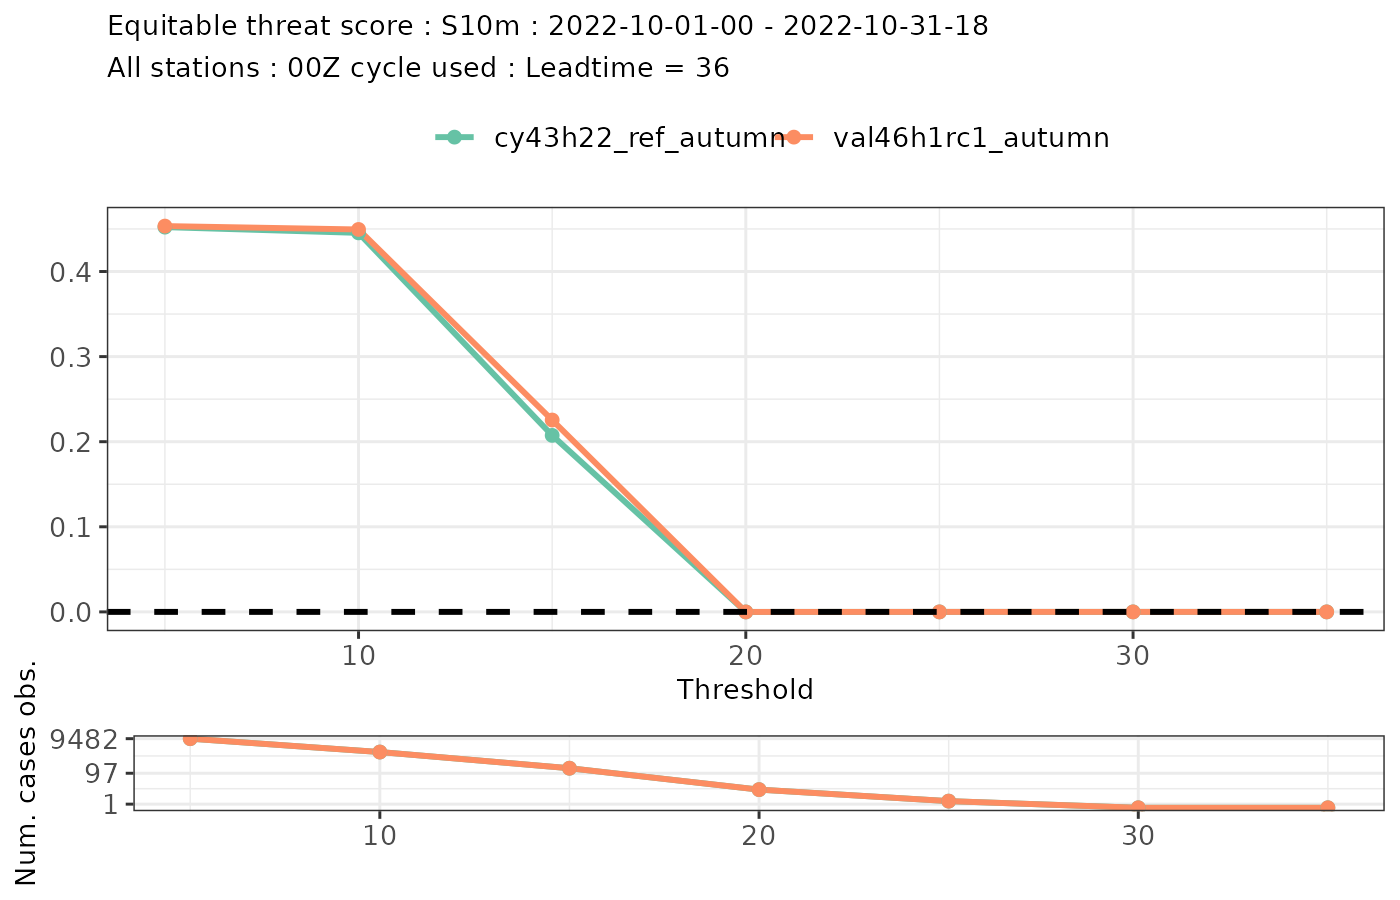 Equitable threat score : S10m : 2022-10-01-00 - 2022-10-31-18
All stations : 00Z cycle used : Leadtime = 36
cy43h22_ref_autumn val46h1rc1_autumn
0.4
0.3
0.2
0.1
0.0
10 20 30
Threshold
Num. cases obs.
9482
97
1
10 20 30